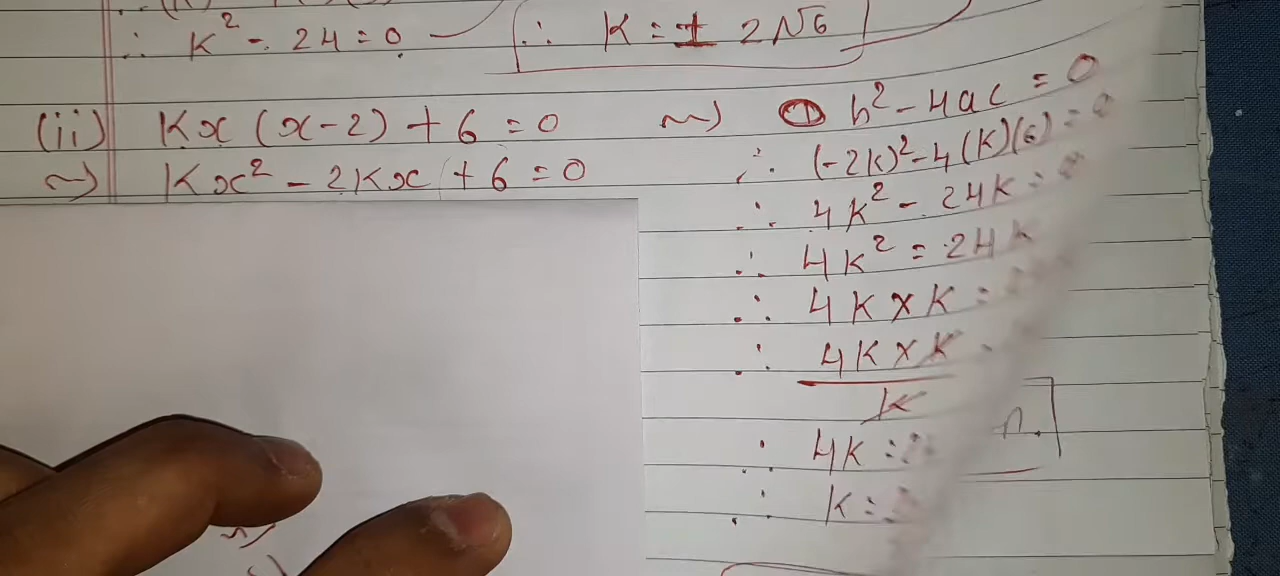 ∴ K² - 24 = 0 ∴ K = ± 2√6
(ii) Kx (x-2) + 6 = 0
⇝ Kx² - 2Kx + 6 = 0
⇝ ① b² - 4ac = 0
∴ (-2k)² - 4 (K)(6) = 0
∴ 4K² - 24K =
∴ 4K² = 24K
∴ 4K × K =
∴ 4K × K
K
∴ 4K =
∴ K =